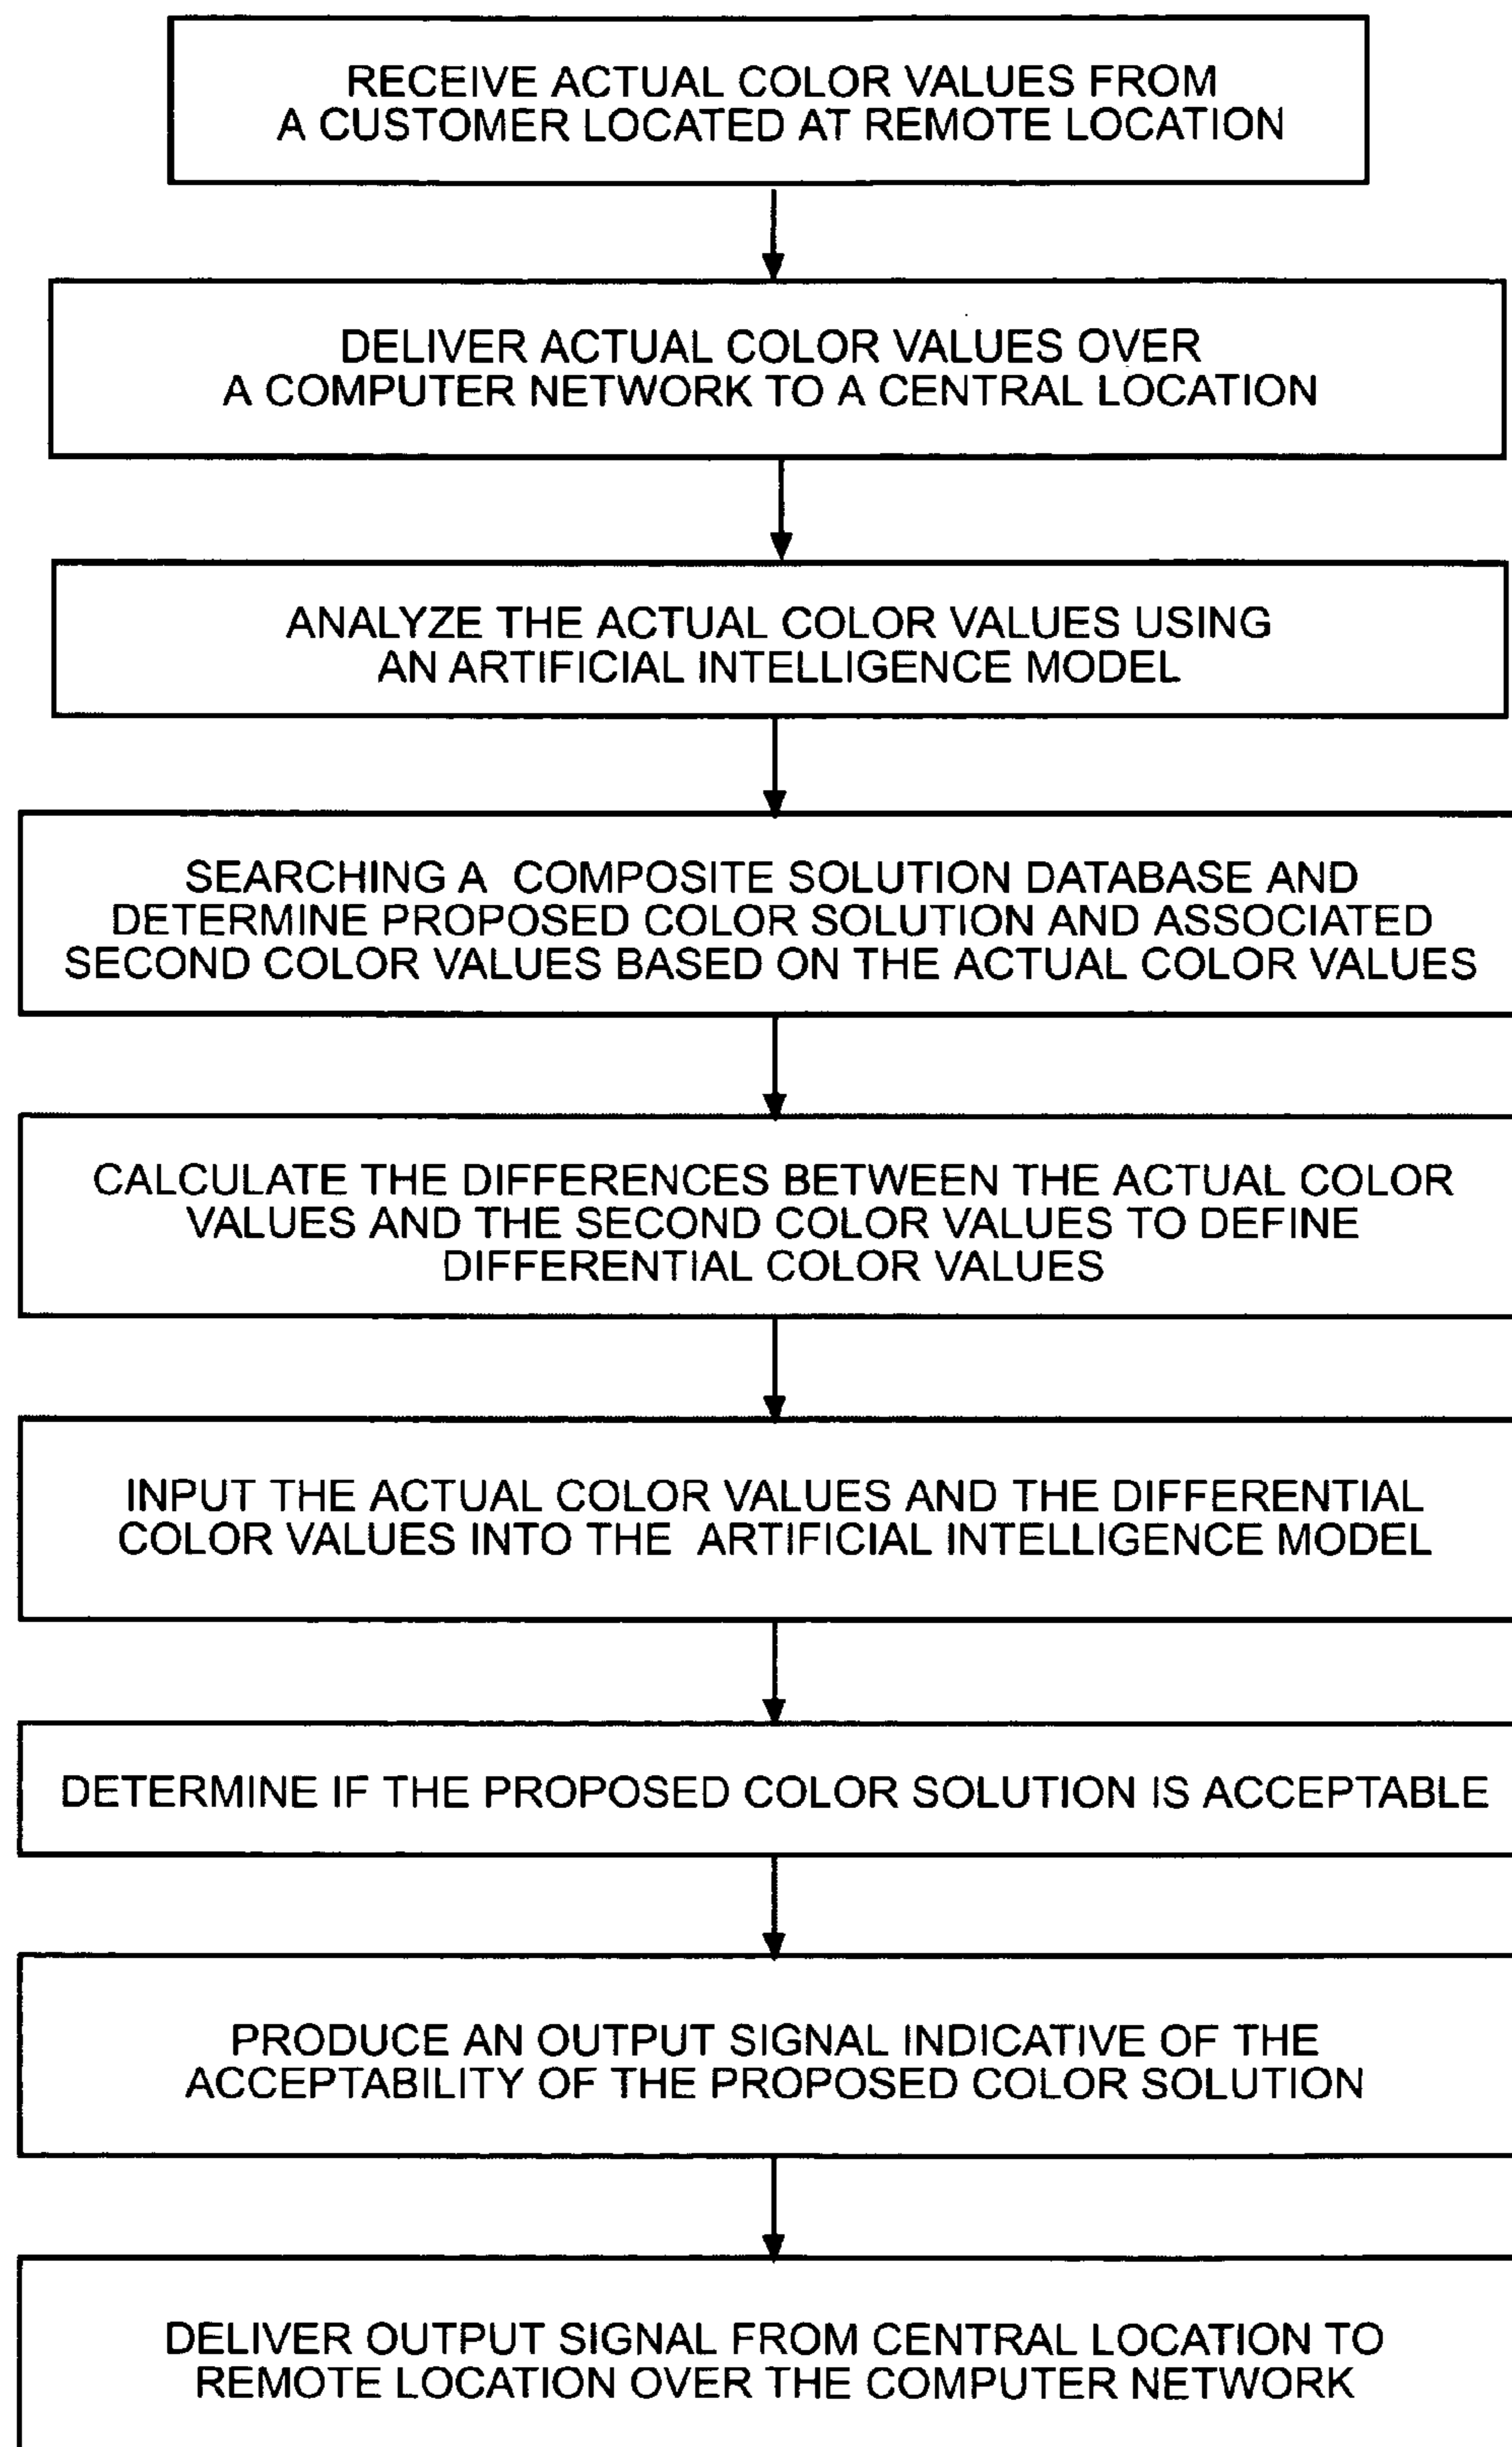 RECEIVE ACTUAL COLOR VALUES FROM
A CUSTOMER LOCATED AT REMOTE LOCATION
DELIVER ACTUAL COLOR VALUES OVER
A COMPUTER NETWORK TO A CENTRAL LOCATION
ANALYZE THE ACTUAL COLOR VALUES USING
AN ARTIFICIAL INTELLIGENCE MODEL
SEARCHING A COMPOSITE SOLUTION DATABASE AND
DETERMINE PROPOSED COLOR SOLUTION AND ASSOCIATED
SECOND COLOR VALUES BASED ON THE ACTUAL COLOR VALUES
CALCULATE THE DIFFERENCES BETWEEN THE ACTUAL COLOR
VALUES AND THE SECOND COLOR VALUES TO DEFINE
DIFFERENTIAL COLOR VALUES
INPUT THE ACTUAL COLOR VALUES AND THE DIFFERENTIAL
COLOR VALUES INTO THE ARTIFICIAL INTELLIGENCE MODEL
DETERMINE IF THE PROPOSED COLOR SOLUTION IS ACCEPTABLE
PRODUCE AN OUTPUT SIGNAL INDICATIVE OF THE
ACCEPTABILITY OF THE PROPOSED COLOR SOLUTION
DELIVER OUTPUT SIGNAL FROM CENTRAL LOCATION TO
REMOTE LOCATION OVER THE COMPUTER NETWORK